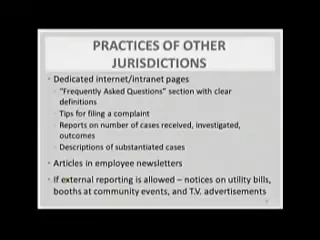 PRACTICES OF OTHER
JURISDICTIONS
Dedicated internet/intranet pages
"Frequently Asked Questions" section with clear
definitions
Tips for filing a complaint
Reports on number of cases received, investigated,
outcomes
Descriptions of substantiated cases
Articles in employee newsletters
If external reporting is allowed – notices on utility bills,
booths at community events, and T.V. advertisements